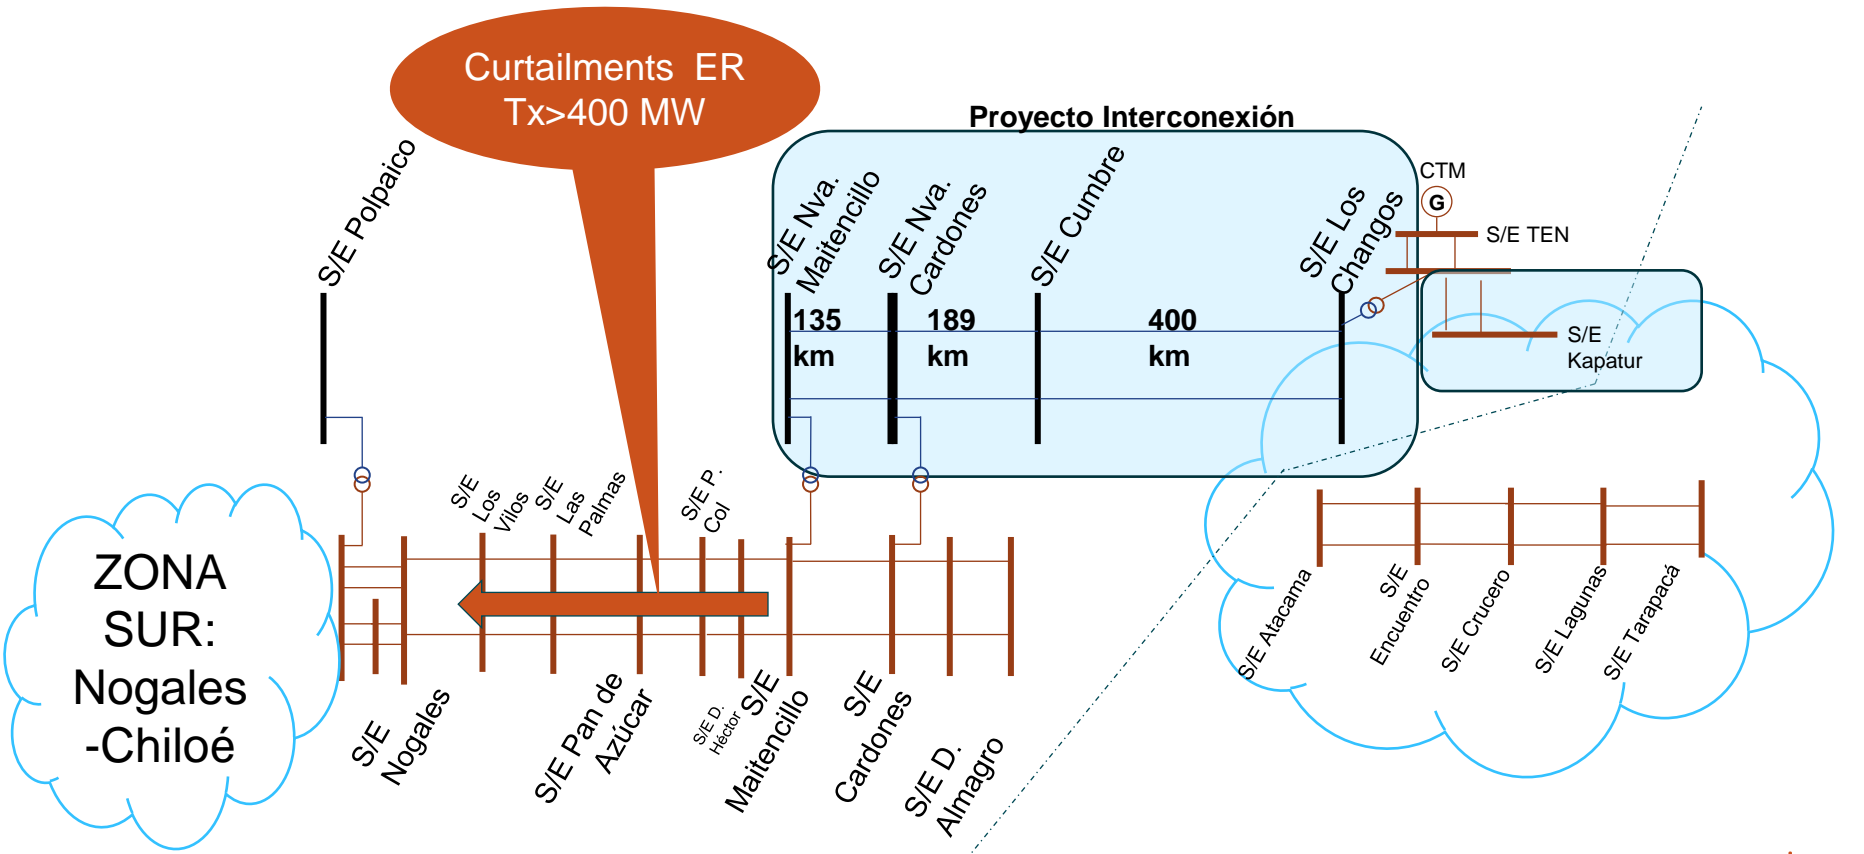 Curtailments ER
Tx>400 MW
Proyecto Interconexión
S/E Polpaico
S/E Nva.
Maitencillo
S/E Nva.
Cardones
S/E Cumbre
S/E Los
Changos
CTM
G
S/E TEN
S/E
Kapatur
135
km
189
km
400
km
S/E
Los
Vilos
S/E
Las
Palmas
S/E P.
Col
ZONA
SUR:
Nogales
-Chiloé
S/E
Nogales
S/E Pan de
Azúcar
S/E D.
Héctor
S/E
Maitencillo
S/E
Cardones
S/E D.
Almagro
S/E Atacama
S/E
Encuentro
S/E Crucero
S/E Lagunas
S/E Tarapacá